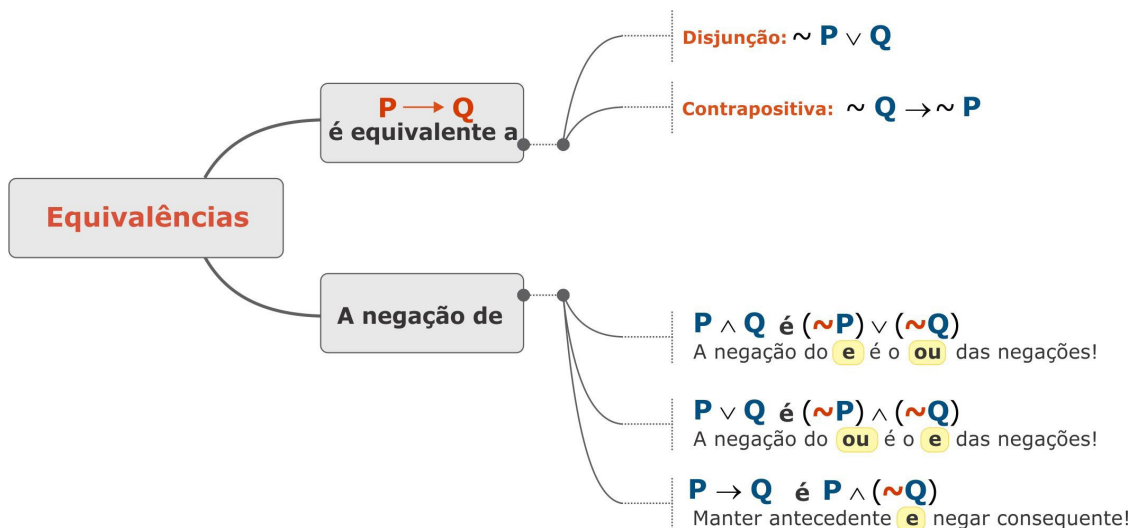 Equivalências
P → Q
é equivalente a
Disjunção: ~ P ∨ Q
Contrapositiva: ~ Q → ~ P
A negação de
P ∧ Q é (~P) ∨ (~Q)
A negação do e é o ou das negações!
P ∨ Q é (~P) ∧ (~Q)
A negação do ou é o e das negações!
P → Q é P ∧ (~Q)
Manter antecedente e negar consequente!